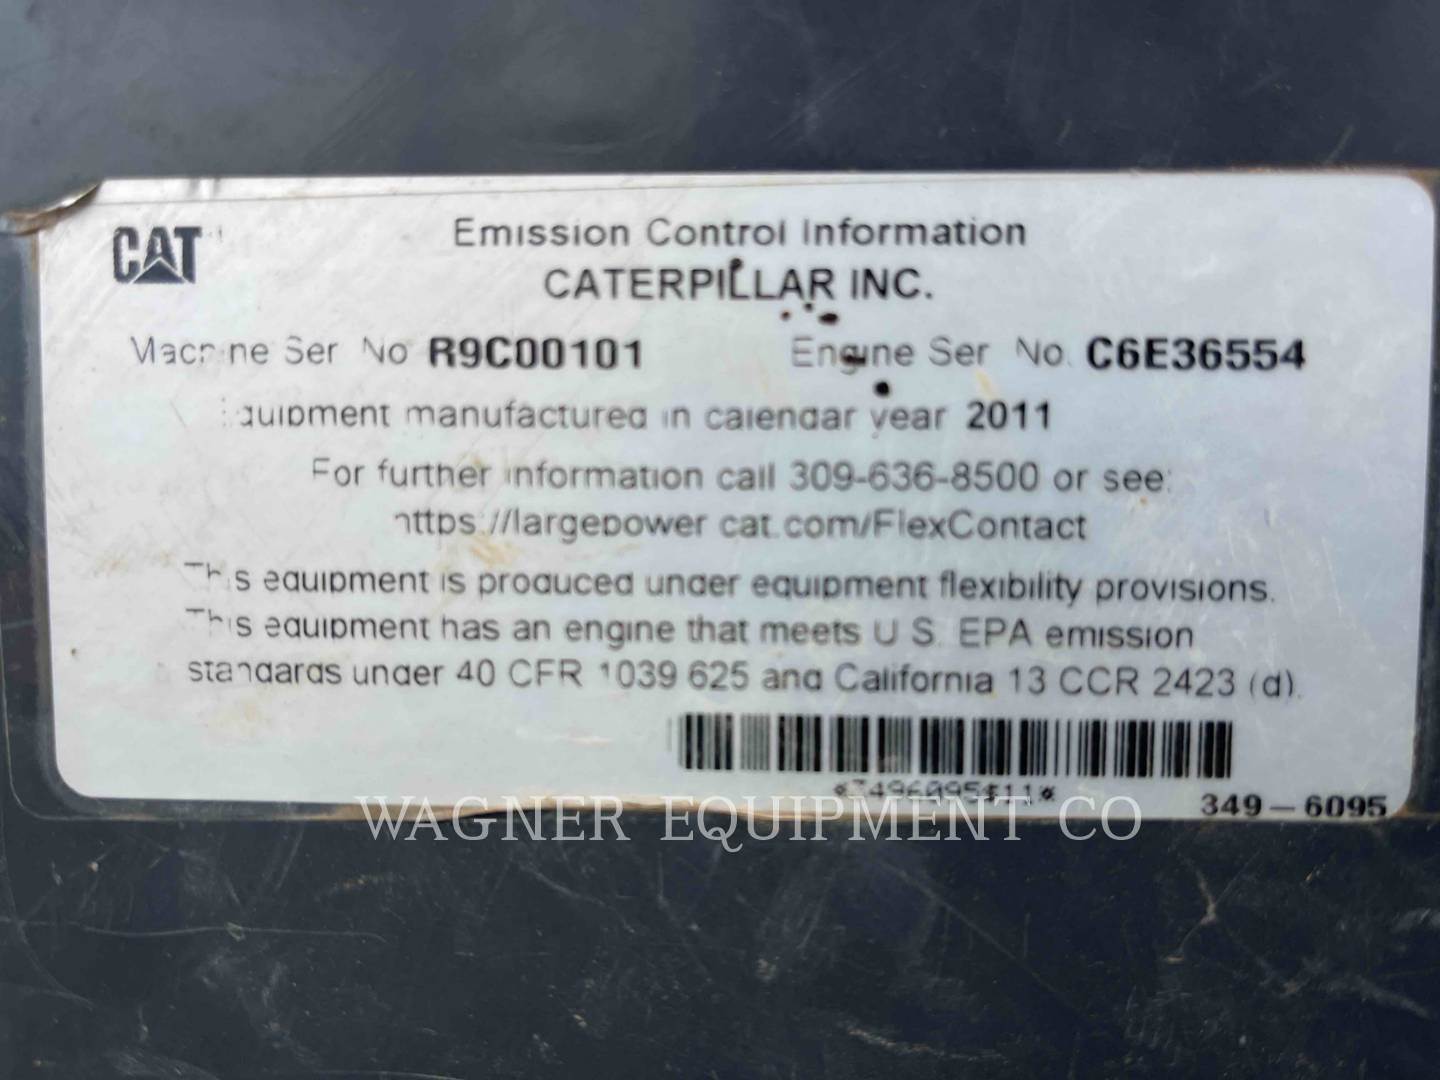 CAT
Emission Control Information
CATERPILLAR INC.
Machine Ser No R9C00101 Engine Ser No. C6E36554
Equipment manufactured in calendar year 2011
For further information call 309-636-8500 or see:
https://largepower.cat.com/FlexContact
This equipment is produced under equipment flexibility provisions.
This equipment has an engine that meets U S. EPA emission
standards under 40 CFR 1039 625 and California 13 CCR 2423 (d).
349-6095
WAGNER EQUIPMENT CO